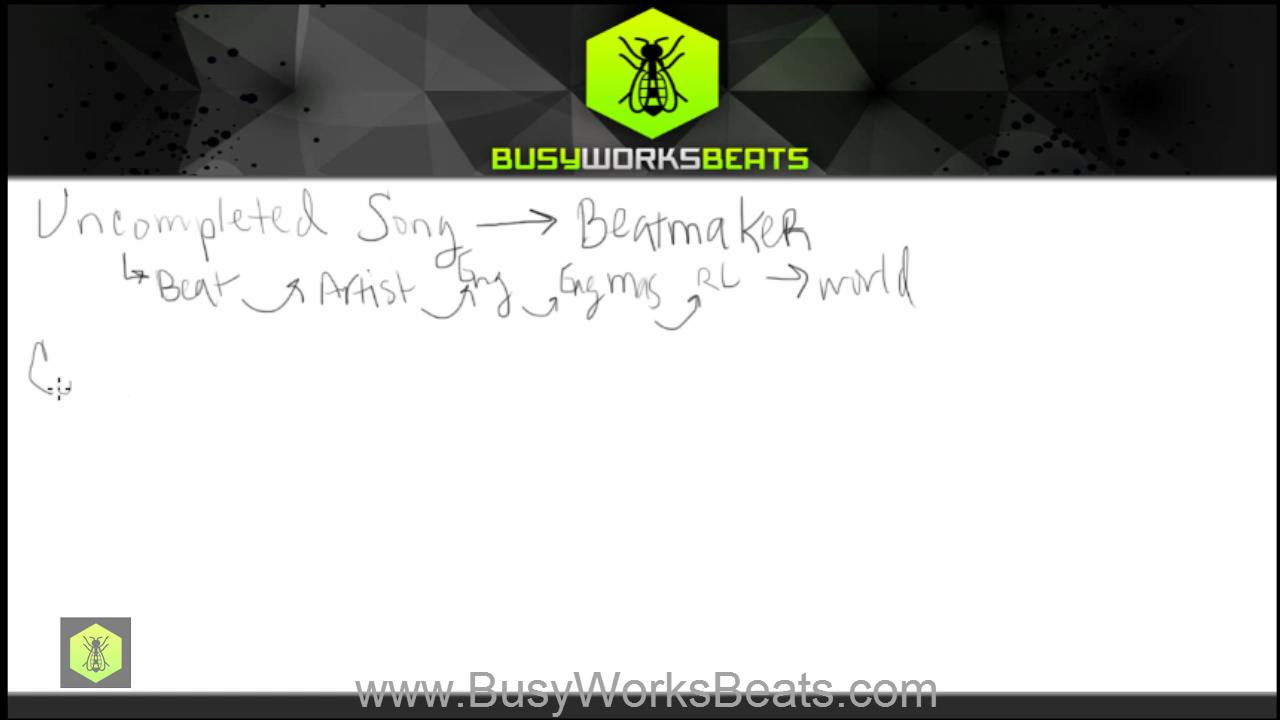 BUSYWORKSBEATS
Uncompleted Song → Beatmaker
↳ Beat Artist Eng Eng mas RL → world
C
www.BusyWorksBeats.com